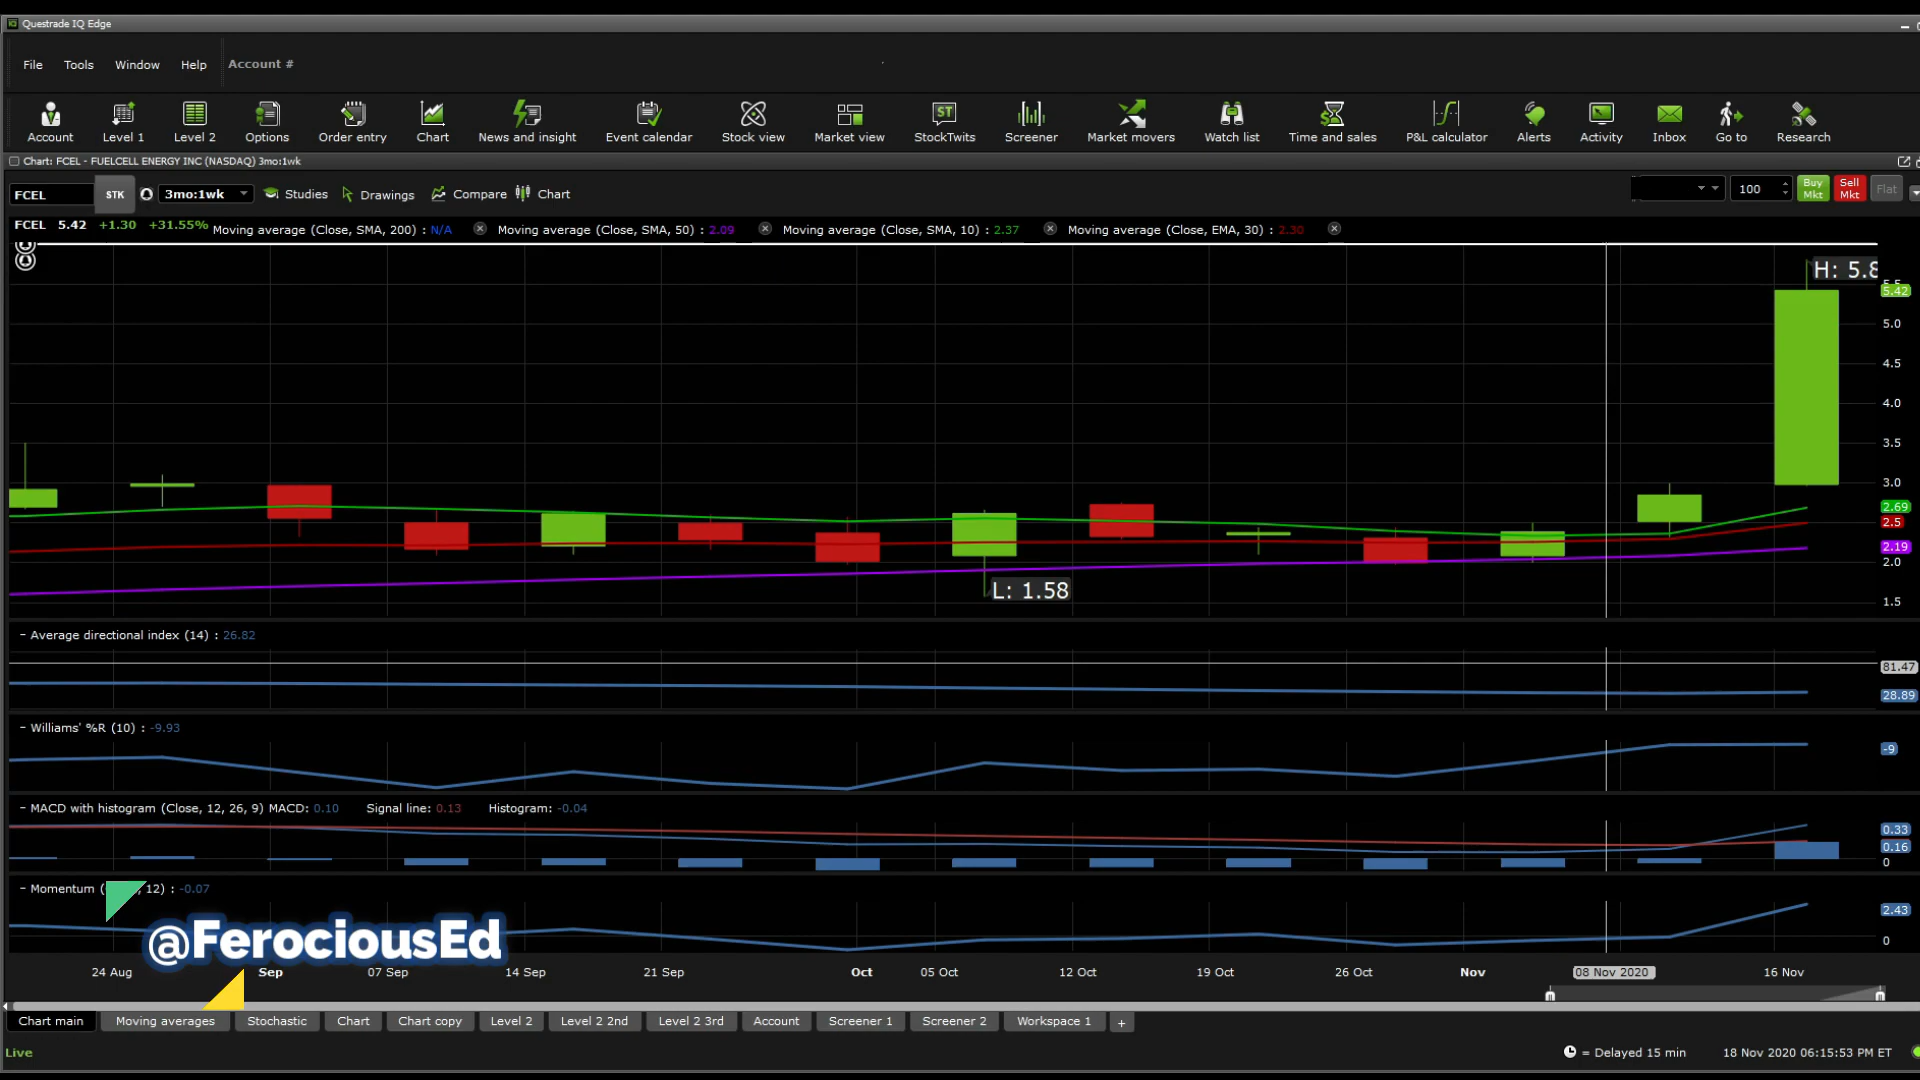 Questrade IQ Edge
File Tools Window Help Account #
Account Level 1 Level 2 Options Order entry Chart News and insight Event calendar Stock view Market view StockTwits Screener Market movers Watch list Time and sales P&L calculator Alerts Activity Inbox Go to Research
Chart: FCEL - FUELCELL ENERGY INC (NASDAQ) 3mo:1wk
FCEL STK 3mo:1wk Studies Drawings Compare Chart 100 Buy Mkt Sell Mkt Flat
FCEL 5.42 +1.30 +31.55% Moving average (Close, SMA, 200) : N/A Moving average (Close, SMA, 50) : 2.09 Moving average (Close, SMA, 10) : 2.37 Moving average (Close, EMA, 30) : 2.30
H: 5.8
5.42
5.0
4.5
4.0
3.5
3.0
2.69
2.5
2.19
2.0
L: 1.58
1.5
- Average directional index (14) : 26.82
81.47
28.89
- Williams' %R (10) : -9.93
-9
- MACD with histogram (Close, 12, 26, 9) MACD: 0.10 Signal line: 0.13 Histogram: -0.04
0.33
0.16
0
- Momentum ( , 12) : -0.07
2.43
@FerociousEd
0
24 Aug Sep 07 Sep 14 Sep 21 Sep Oct 05 Oct 12 Oct 19 Oct 26 Oct Nov 08 Nov 2020 16 Nov
Chart main Moving averages Stochastic Chart Chart copy Level 2 Level 2 2nd Level 2 3rd Account Screener 1 Screener 2 Workspace 1 +
Live = Delayed 15 min 18 Nov 2020 06:15:53 PM ET